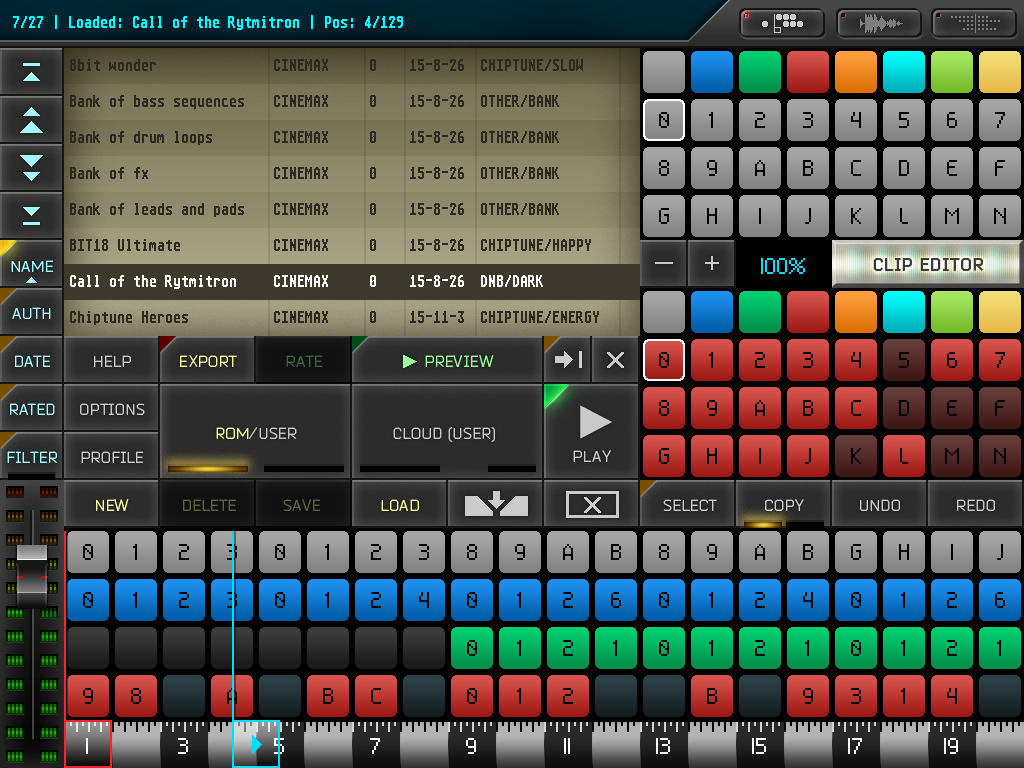 7/27 | Loaded: Call of the Rytmitron | Pos: 4/129
8bit wonder CINEMAX 0 15-8-26 CHIPTUNE/SLOW
Bank of bass sequences CINEMAX 0 15-8-26 OTHER/BANK
Bank of drum loops CINEMAX 0 15-8-26 OTHER/BANK
Bank of fx CINEMAX 0 15-8-26 OTHER/BANK
Bank of leads and pads CINEMAX 0 15-8-26 OTHER/BANK
BIT18 Ultimate CINEMAX 0 15-8-26 CHIPTUNE/HAPPY
Call of the Rytmitron CINEMAX 0 15-8-26 DNB/DARK
Chiptune Heroes CINEMAX 0 15-11-3 CHIPTUNE/ENERGY
NAME
AUTH
DATE
RATED
FILTER
0 1 2 3 4 5 6 7
8 9 A B C D E F
G H I J K L M N
− + 100% CLIP EDITOR
0 1 2 3 4 5 6 7
8 9 A B C D E F
G H I J K L M N
HELP EXPORT RATE PREVIEW
OPTIONS ROM/USER CLOUD (USER) PLAY
PROFILE
NEW DELETE SAVE LOAD SELECT COPY UNDO REDO
0 1 2 3 0 1 2 3 8 9 A B 8 9 A B G H I J
0 1 2 3 0 1 2 4 0 1 2 6 0 1 2 4 0 1 2 6
0 1 2 1 0 1 2 1 0 1 2 1
9 8 A B C 0 1 2 B 9 3 1 4
1 3 5 7 9 11 13 15 17 19